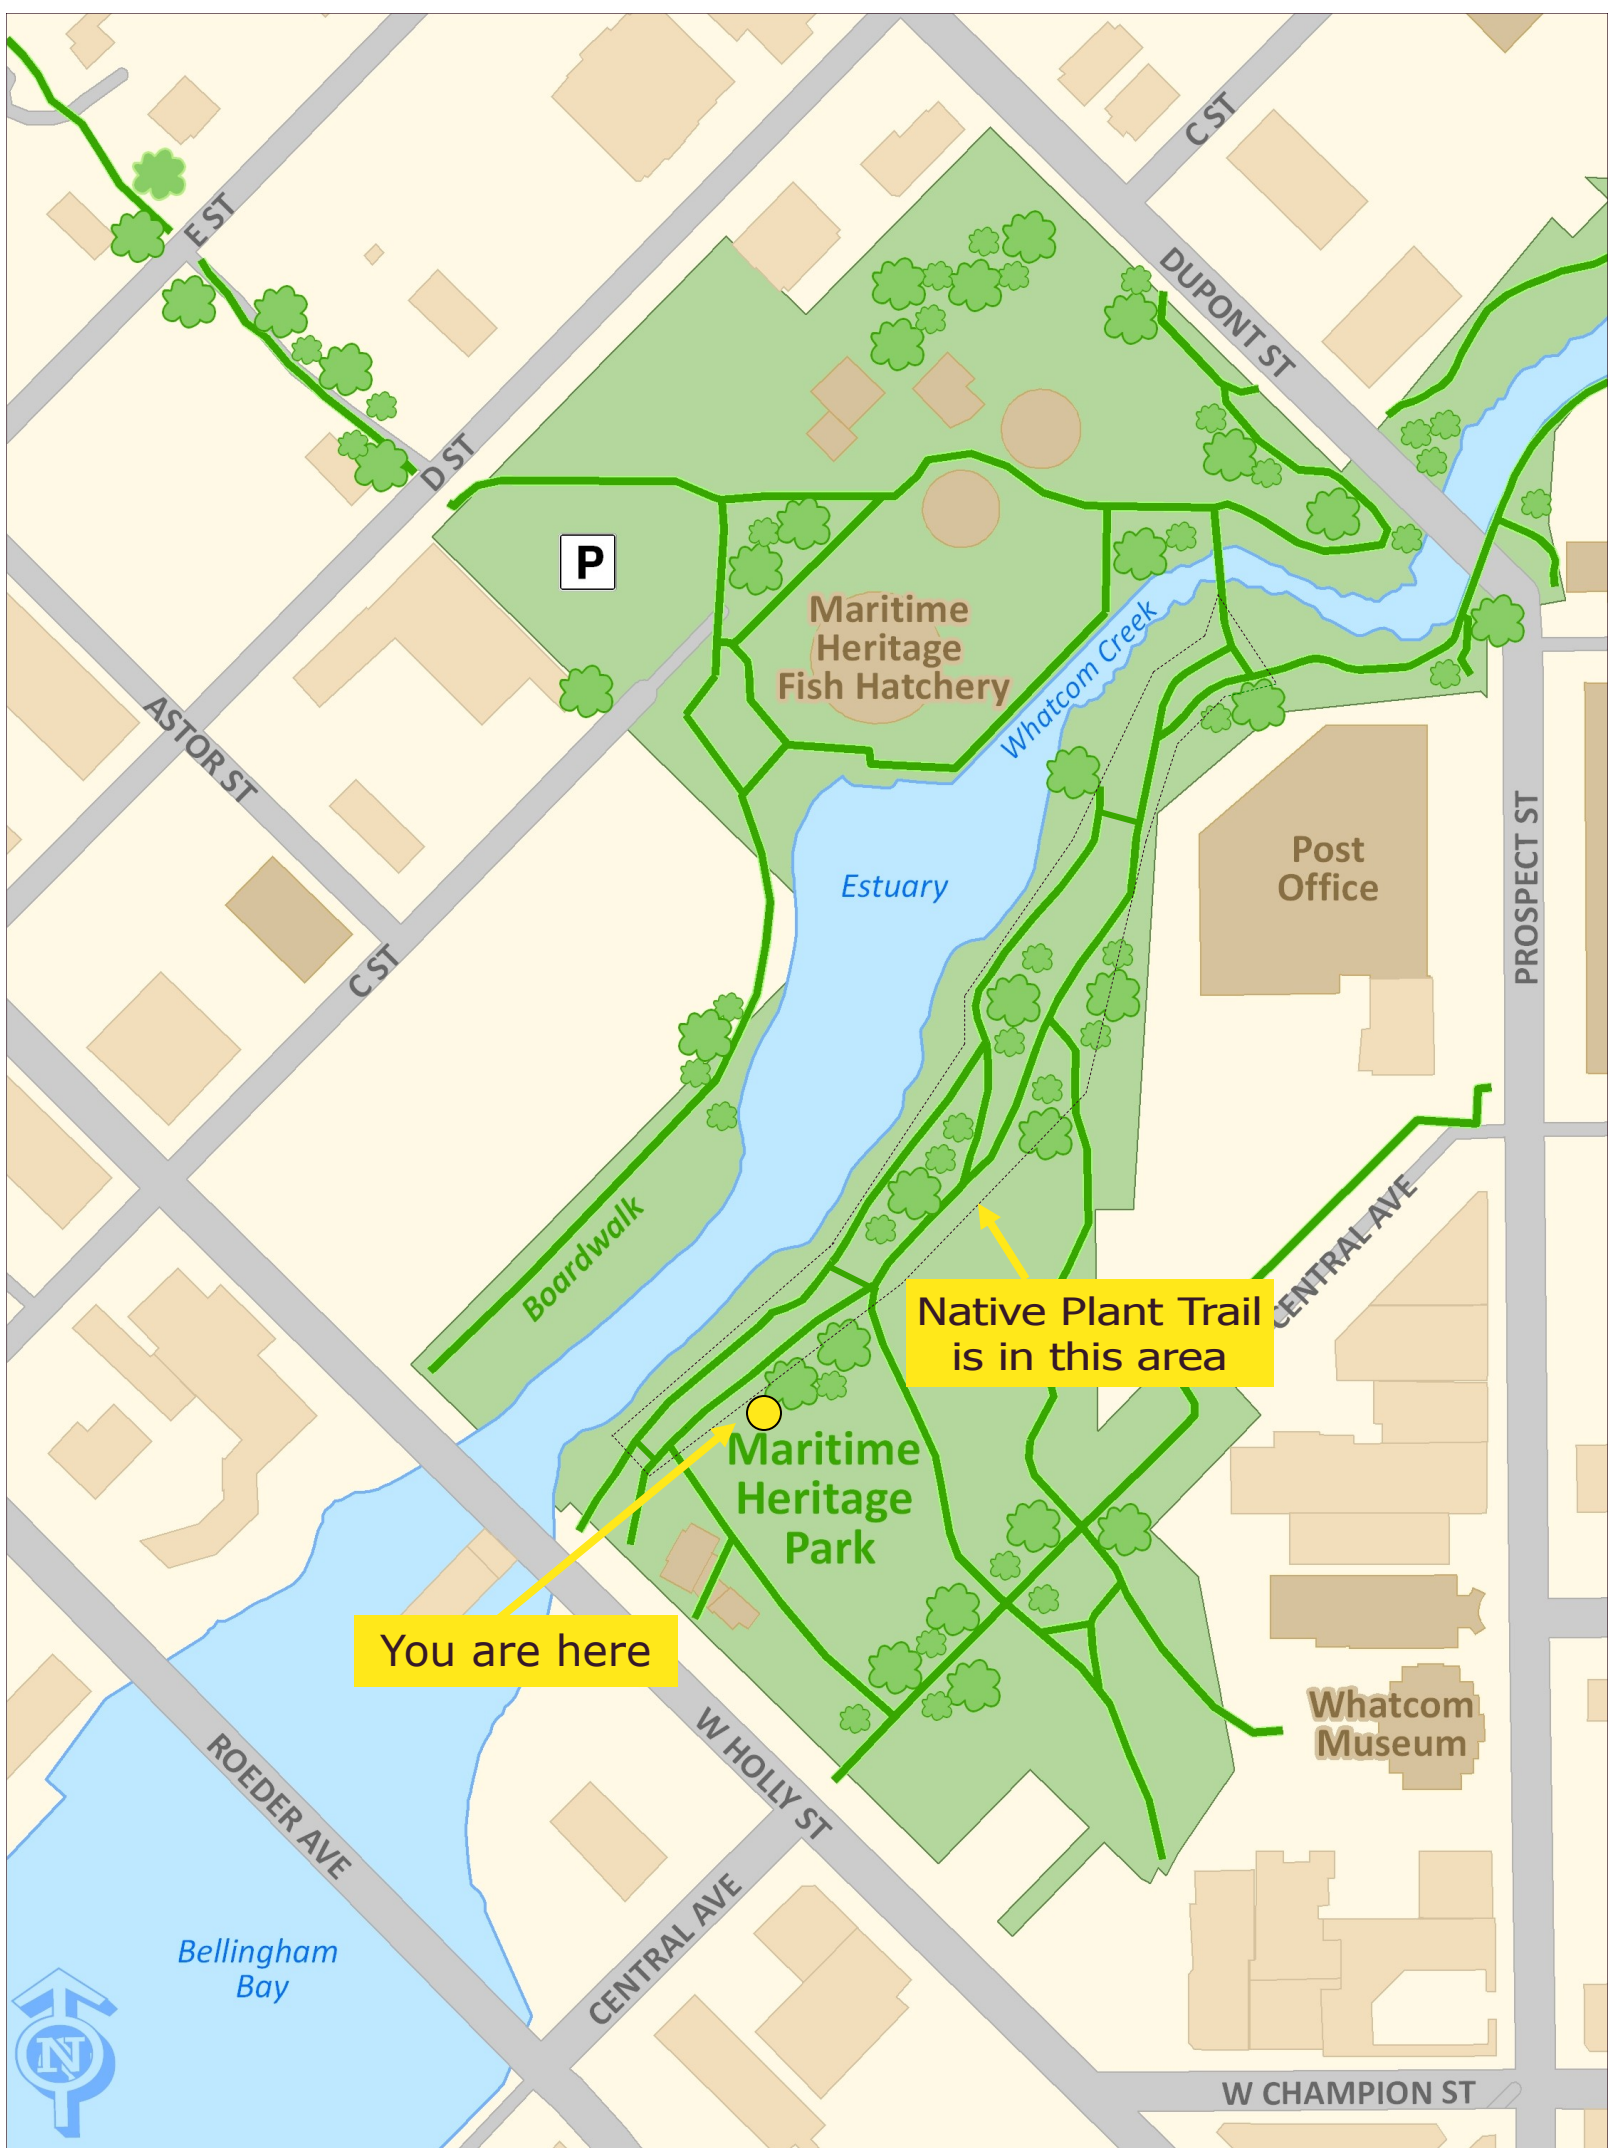 C ST
E ST
DUPONT ST
D ST
P
Maritime
Heritage
Fish Hatchery
Whatcom Creek
ASTOR ST
Post
Office
PROSPECT ST
Estuary
C ST
Boardwalk
CENTRAL AVE
Native Plant Trail
is in this area
Maritime
Heritage
Park
You are here
Whatcom
Museum
W HOLLY ST
ROEDER AVE
CENTRAL AVE
Bellingham
Bay
N
W CHAMPION ST